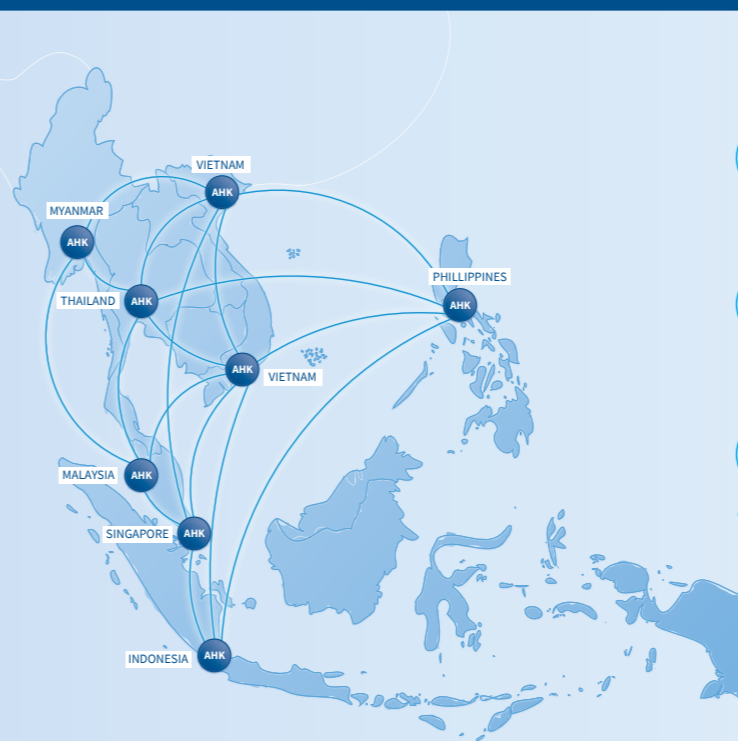 VIETNAM
AHK
MYANMAR
AHK
PHILLIPPINES
THAILAND
AHK
AHK
AHK
VIETNAM
MALAYSIA
AHK
SINGAPORE
AHK
INDONESIA
AHK